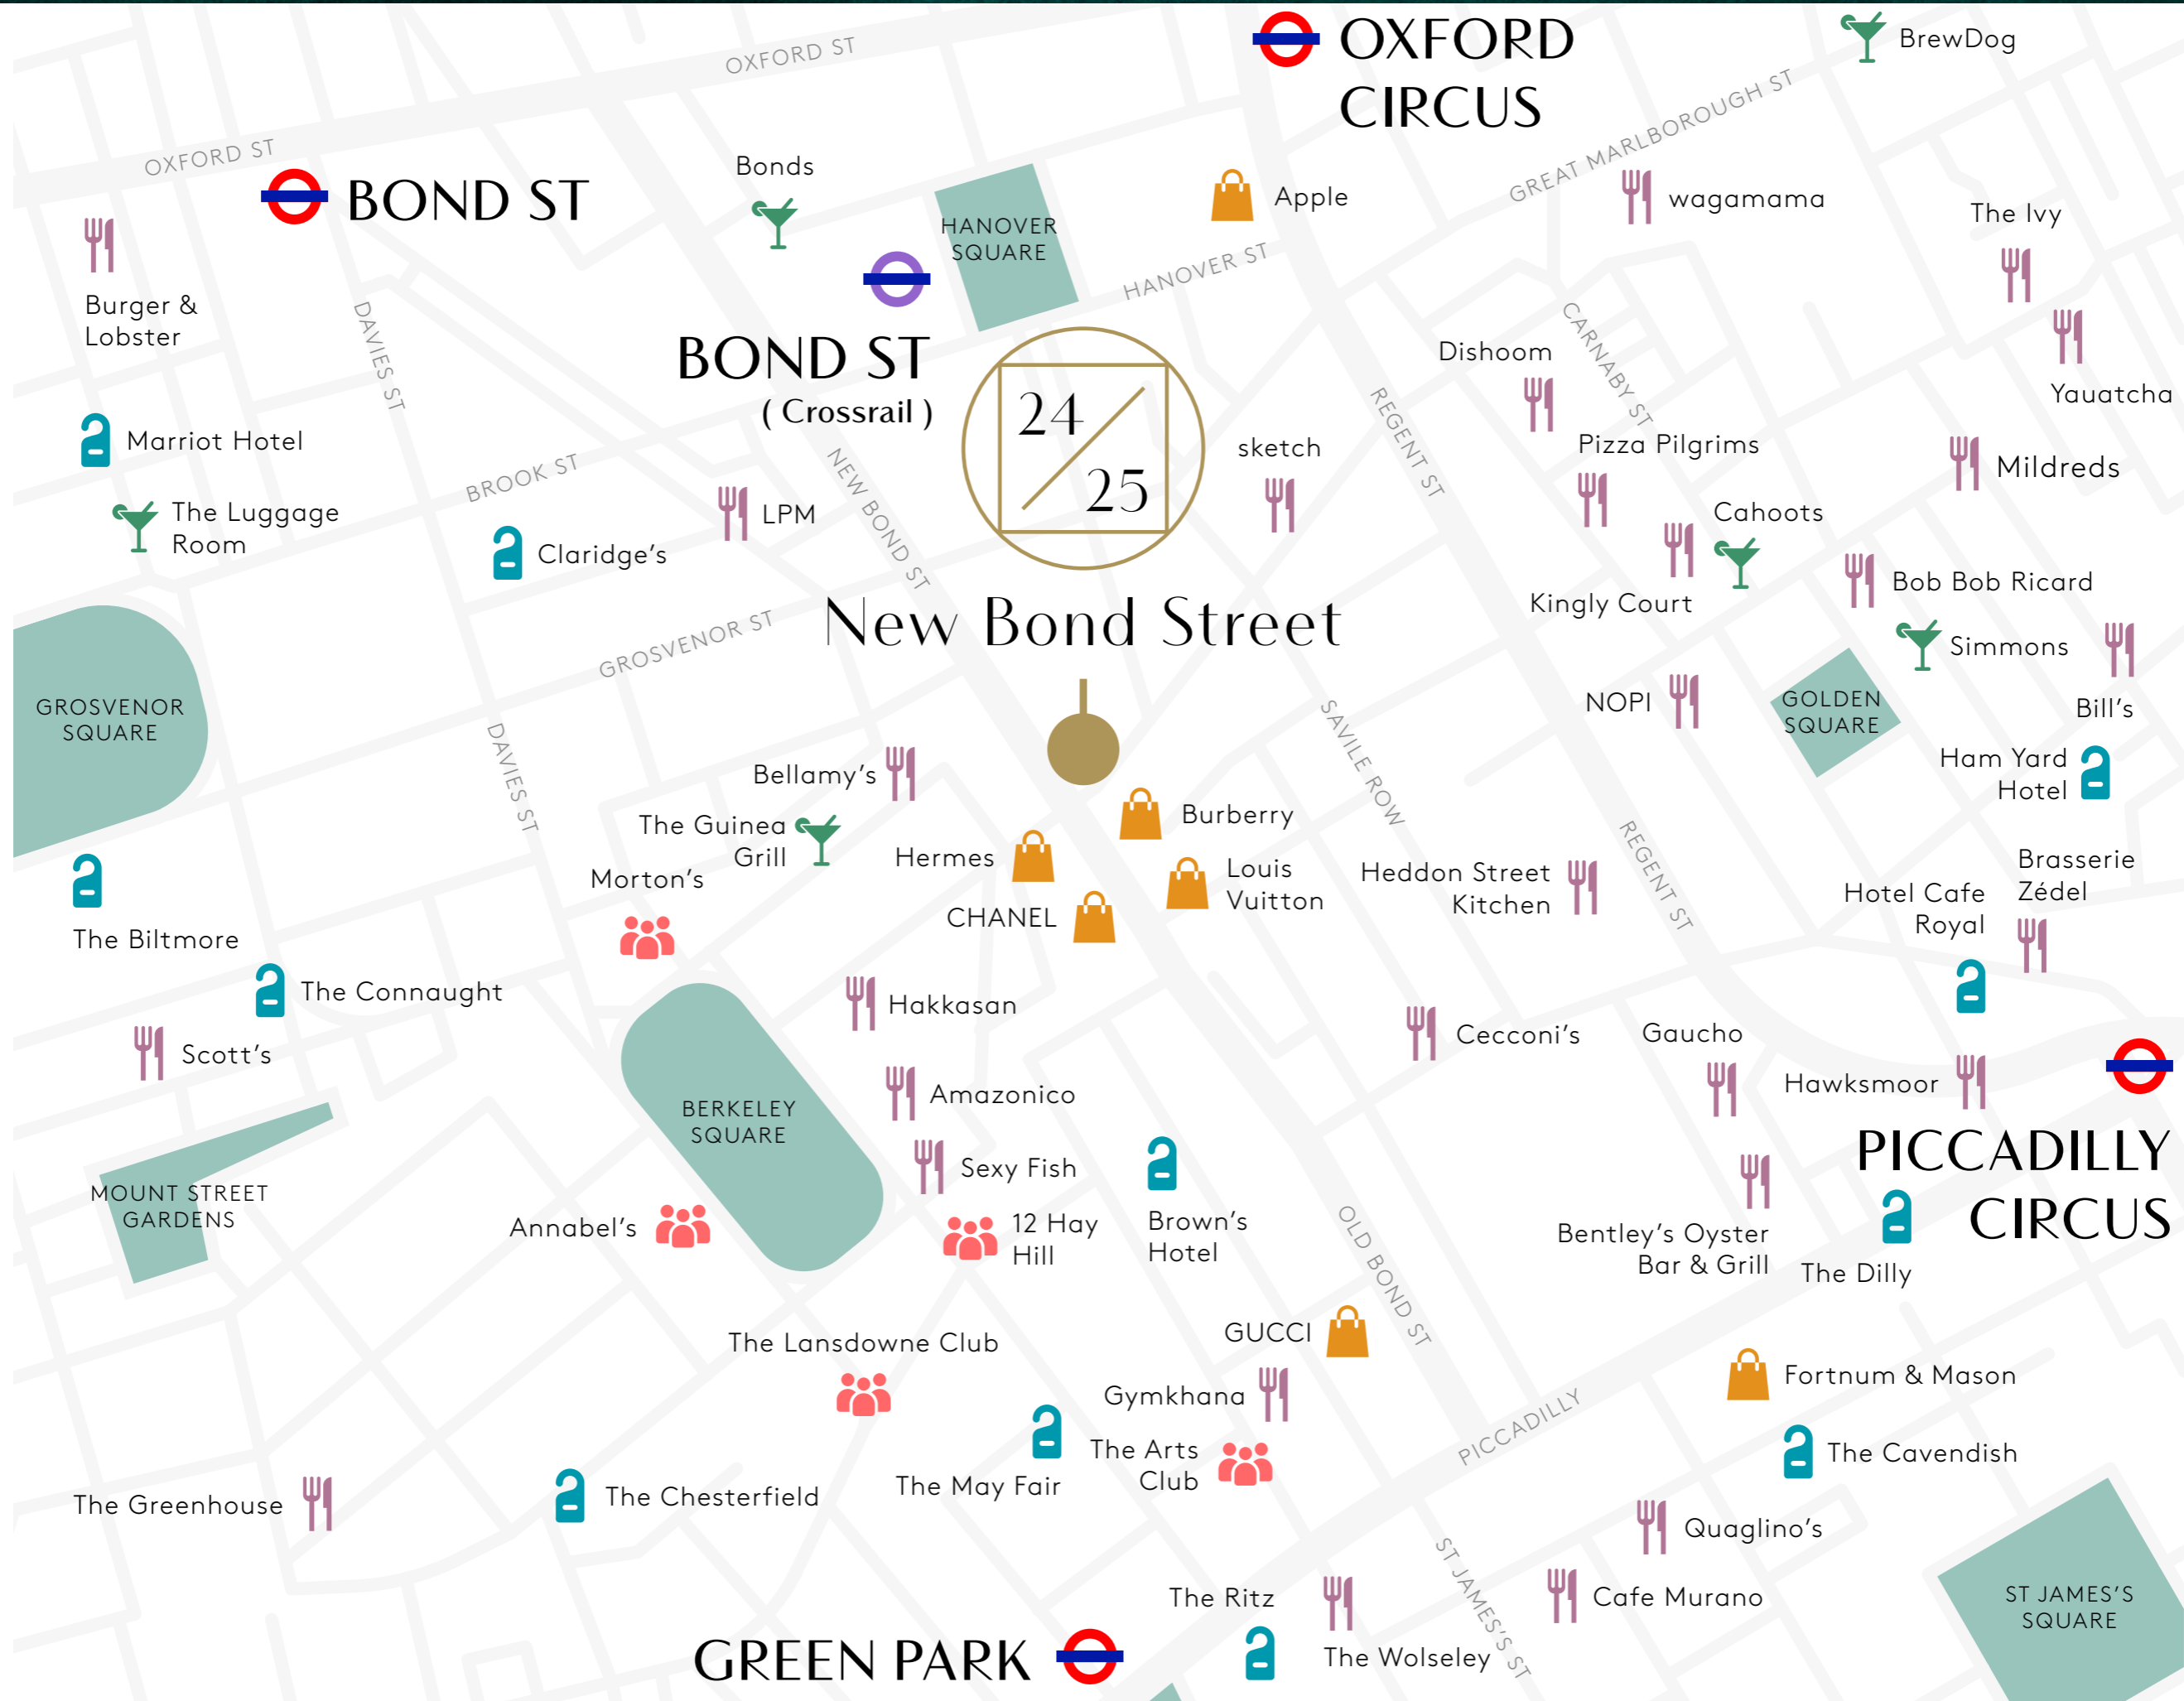 OXFORD
CIRCUS
BrewDog
OXFORD ST
GREAT MARLBOROUGH ST
OXFORD ST
BOND ST
Bonds
Apple
wagamama
The Ivy
HANOVER
SQUARE
HANOVER ST
Burger &
Lobster
DAVIES ST
BOND ST
( Crossrail )
24
25
Dishoom
CARNABY ST
Yauatcha
REGENT ST
Marriot Hotel
sketch
Pizza Pilgrims
Mildreds
BROOK ST
NEW BOND ST
The Luggage
Room
LPM
Claridge's
Cahoots
Kingly Court
Bob Bob Ricard
New Bond Street
GROSVENOR ST
Simmons
Bill's
GROSVENOR
SQUARE
NOPI
GOLDEN
SQUARE
SAVILE ROW
DAVIES ST
Bellamy's
Ham Yard
Hotel
The Guinea
Grill
Burberry
Hermes
Morton's
Louis
Vuitton
Heddon Street
Kitchen
REGENT ST
Brasserie
Zédel
Hotel Cafe
Royal
CHANEL
The Biltmore
The Connaught
Hakkasan
Scott's
Cecconi's
Gaucho
Hawksmoor
Amazonico
BERKELEY
SQUARE
PICCADILLY
CIRCUS
Sexy Fish
MOUNT STREET
GARDENS
Annabel's
12 Hay
Hill
Brown's
Hotel
OLD BOND ST
Bentley's Oyster
Bar & Grill
The Dilly
The Lansdowne Club
GUCCI
Fortnum & Mason
Gymkhana
PICCADILLY
The Arts
Club
The Cavendish
The May Fair
The Greenhouse
The Chesterfield
Quaglino's
ST JAMES'S ST
The Ritz
Cafe Murano
ST JAMES'S
SQUARE
GREEN PARK
The Wolseley